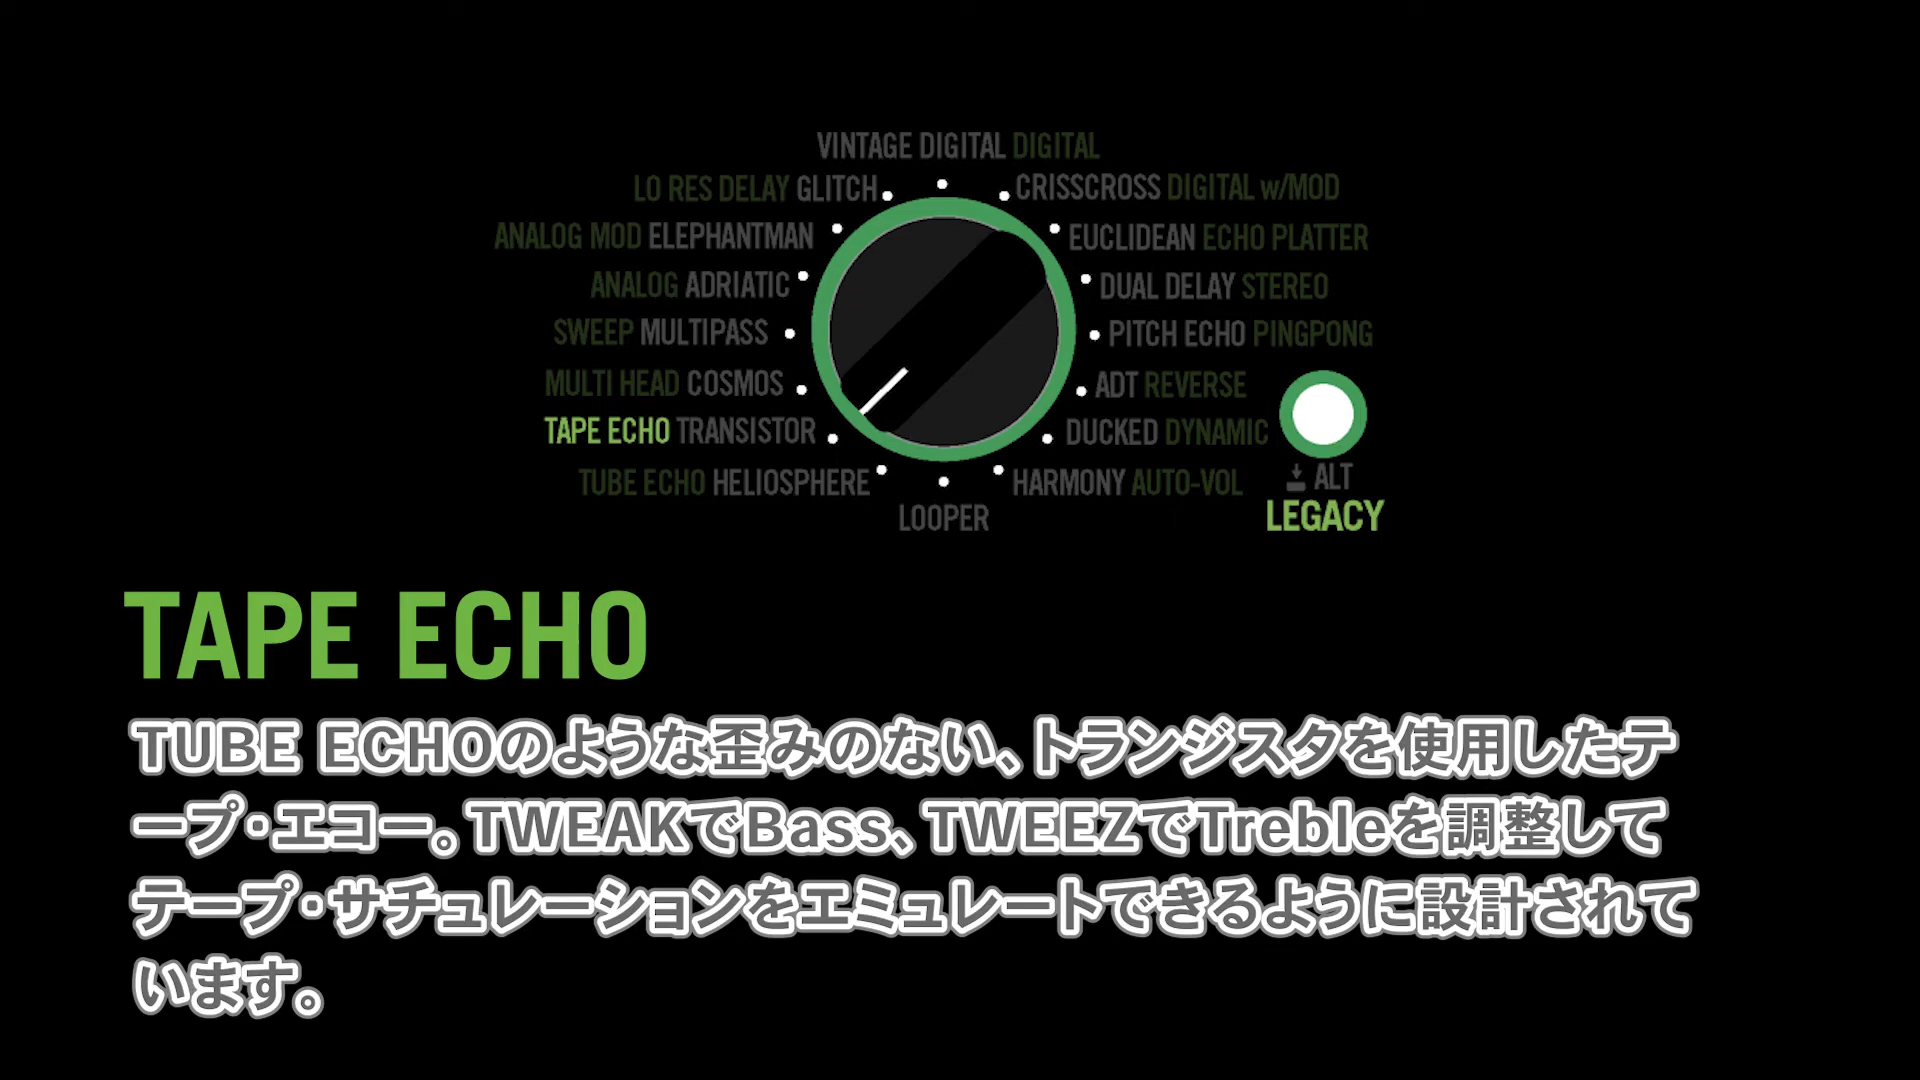 VINTAGE DIGITAL DIGITAL
LO RES DELAY GLITCH
CRISSCROSS DIGITAL w/MOD
ANALOG MOD ELEPHANTMAN
EUCLIDEAN ECHO PLATTER
ANALOG ADRIATIC
DUAL DELAY STEREO
SWEEP MULTIPASS
PITCH ECHO PINGPONG
MULTI HEAD COSMOS
ADT REVERSE
TAPE ECHO TRANSISTOR
DUCKED DYNAMIC
TUBE ECHO HELIOSPHERE
HARMONY AUTO-VOL
ALT
LOOPER
LEGACY
TAPE ECHO
TUBE ECHOのような歪みのない、トランジスタを使用したテ
ープ・エコー。TWEAKでBass、TWEEZでTrebleを調整して
テープ・サチュレーションをエミュレートできるように設計されて
います。